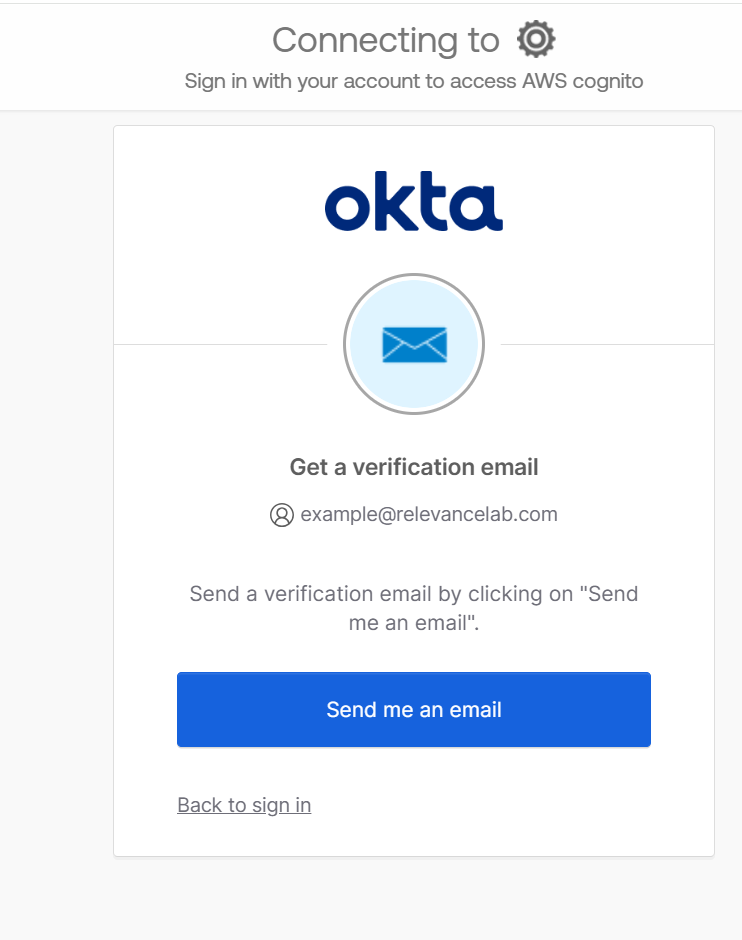 Connecting to
Sign in with your account to access AWS cognito
okta
Get a verification email
example@relevancelab.com
Send a verification email by clicking on "Send
me an email".
Send me an email
Back to sign in